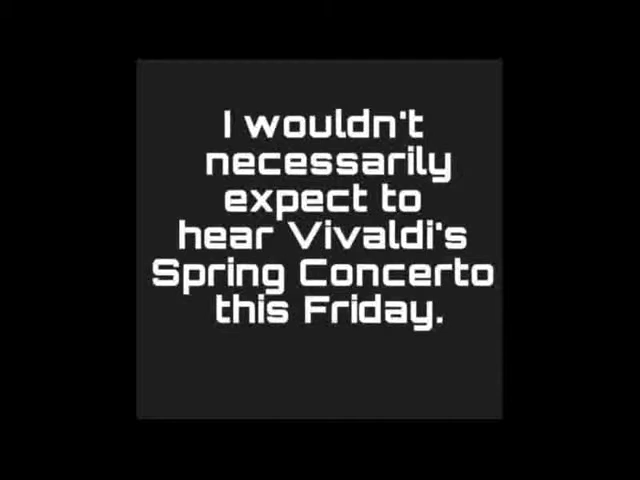 I wouldn't
necessarily
expect to
hear Vivaldi's
Spring Concerto
this Friday.